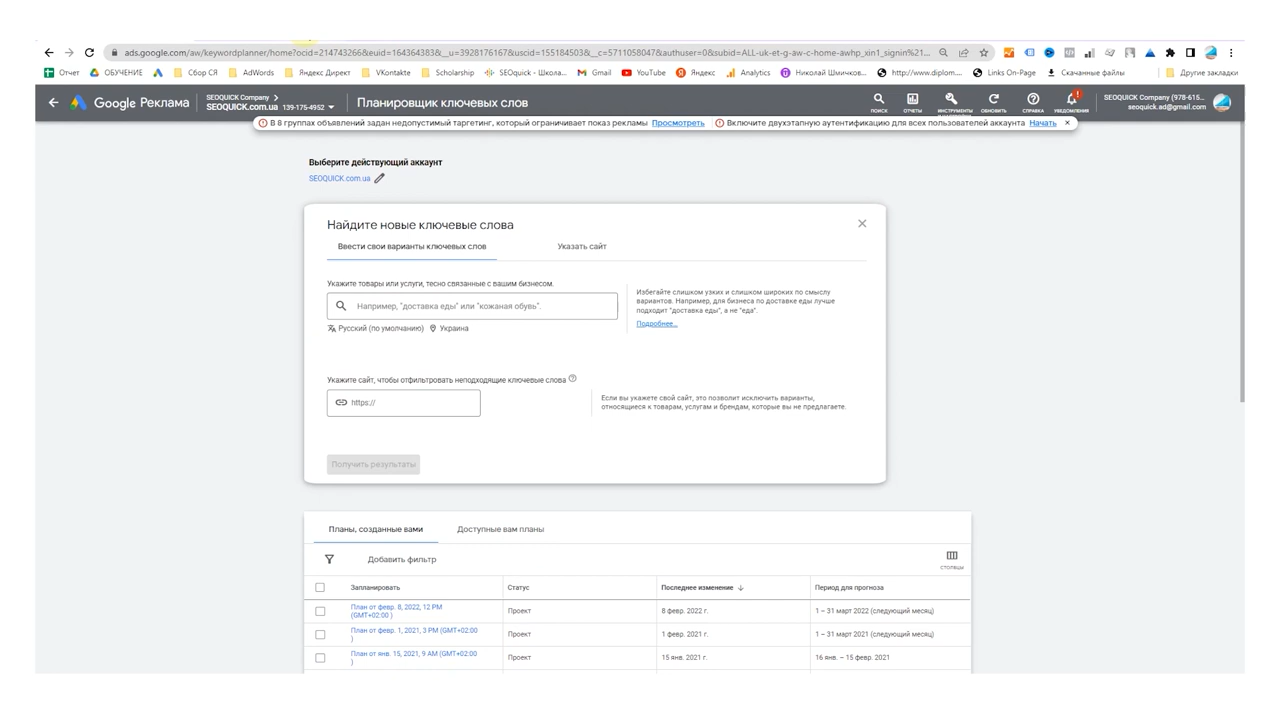 ads.google.com/aw/keywordplanner/home?ocid=214743266&euid=164364383&__u=3928176167&uscid=155184503&__c=5711058047&authuser=0&subid=ALL-uk-et-g-aw-c-home-awhp_xin1_signin%21...
Отчет ОБУЧЕНИЕ Сбор СЯ AdWords Яндекс Директ VKontakte Scholarship SEOquick - Школа... Gmail YouTube Яндекс Analytics Николай Шмичков... http://www.diplom.... Links On-Page Скачанные файлы Другие закладки
Google Реклама
SEOQUICK Company
SEOQUICK.com.ua 139-175-4952
Планировщик ключевых слов
ПОИСК ОТЧЕТЫ ОБНОВИТЬ СПРАВКА УВЕДОМЛЕНИЯ
SEOQUICK Company (978-615...
seoquick.ad@gmail.com
В 8 группах объявлений задан недопустимый таргетинг, который ограничивает показ рекламы Просмотреть Включите двухэтапную аутентификацию для всех пользователей аккаунта Начать
Выберите действующий аккаунт
SEOQUICK.com.ua
Найдите новые ключевые слова
Ввести свои варианты ключевых слов Указать сайт
Укажите товары или услуги, тесно связанные с вашим бизнесом.
Например, "доставка еды" или "кожаная обувь".
Русский (по умолчанию) Украина
Избегайте слишком узких и слишком широких по смыслу
вариантов. Например, для бизнеса по доставке еды лучше
подходит "доставка еды", а не "еда".
Подробнее…
Укажите сайт, чтобы отфильтровать неподходящие ключевые слова
https://
Если вы укажете свой сайт, это позволит исключить варианты,
относящиеся к товарам, услугам и брендам, которые вы не предлагаете.
Получить результаты
Планы, созданные вами Доступные вам планы
Добавить фильтр
СТОЛБЦЫ
Запланировать Статус Последнее изменение Период для прогноза
План от февр. 8, 2022, 12 PM
(GMT+02:00 )
Проект 8 февр. 2022 г. 1 – 31 март 2022 (следующий месяц)
План от февр. 1, 2021, 3 PM (GMT+02:00
)
Проект 1 февр. 2021 г. 1 – 31 март 2021 (следующий месяц)
План от янв. 15, 2021, 9 AM (GMT+02:00
)
Проект 15 янв. 2021 г. 16 янв. – 15 февр. 2021